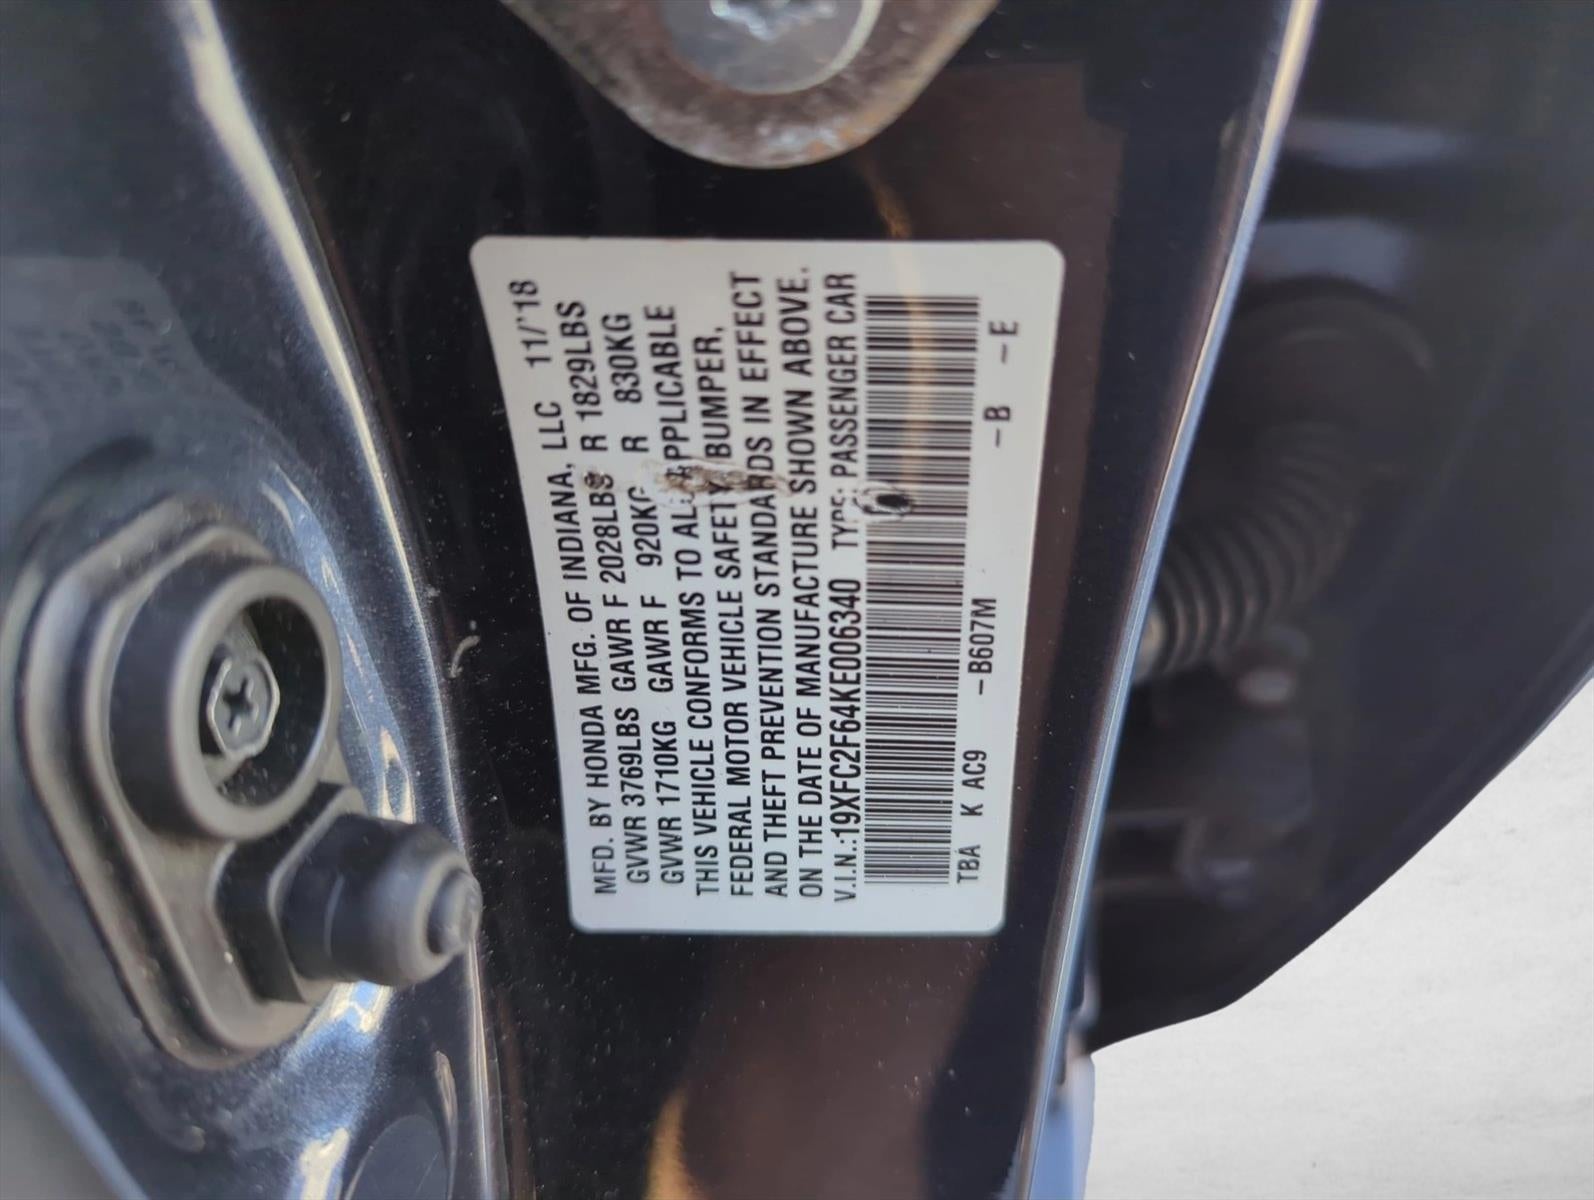 MFD. BY HONDA MFG. OF INDIANA, LLC 11/'18
GVWR 3769LBS GAWR F 2028LBS R 1829LBS
GVWR 1710KG GAWR F 920KG R 830KG
THIS VEHICLE CONFORMS TO ALL APPLICABLE
FEDERAL MOTOR VEHICLE SAFETY, BUMPER,
AND THEFT PREVENTION STANDARDS IN EFFECT
ON THE DATE OF MANUFACTURE SHOWN ABOVE.
V.I.N.:19XFC2F64KE006340 TYPE: PASSENGER CAR
TBA K AC9 -B607M -B -E